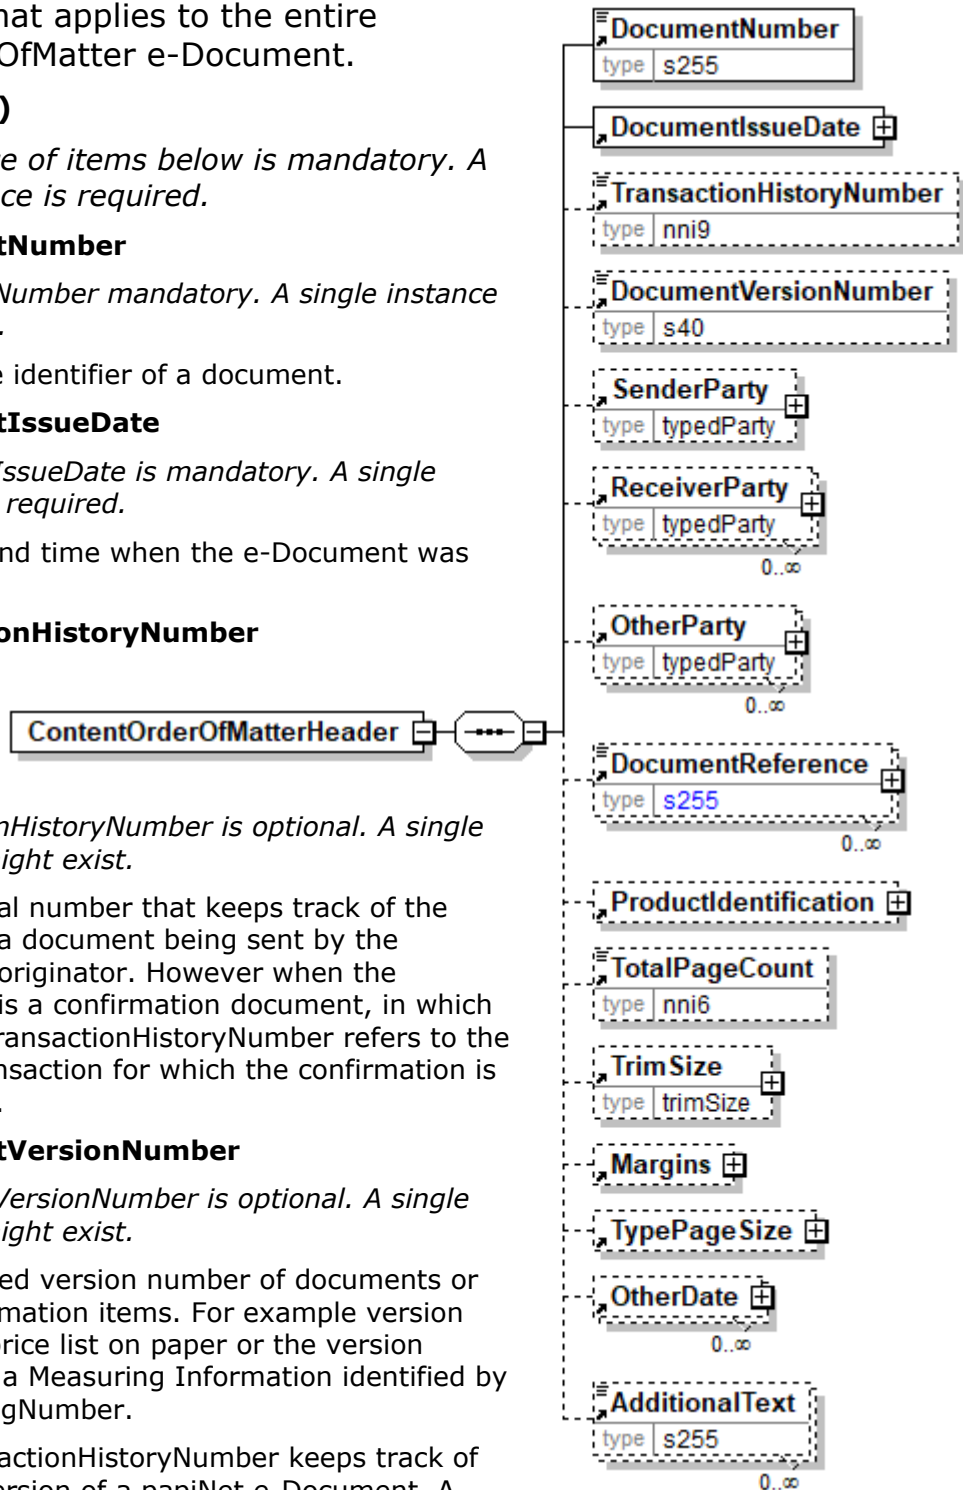 hat applies to the entire
OfMatter e-Document.
)
e of items below is mandatory. A
ce is required.
tNumber
Number mandatory. A single instance
.
e identifier of a document.
tIssueDate
IssueDate is mandatory. A single
required.
nd time when the e-Document was
onHistoryNumber
ContentOrderOfMatterHeader
nHistoryNumber is optional. A single
ight exist.
al number that keeps track of the
a document being sent by the
originator. However when the
is a confirmation document, in which
ransactionHistoryNumber refers to the
nsaction for which the confirmation is
.
tVersionNumber
VersionNumber is optional. A single
ight exist.
ed version number of documents or
rmation items. For example version
price list on paper or the version
a Measuring Information identified by
gNumber.
actionHistoryNumber keeps track of
ersion of a papiNet e-Document. A
DocumentNumber
type s255
DocumentIssueDate
TransactionHistoryNumber
type nni9
DocumentVersionNumber
type s40
SenderParty
type typedParty
ReceiverParty
type typedParty
0..∞
OtherParty
type typedParty
0..∞
DocumentReference
type s255
0..∞
ProductIdentification
TotalPageCount
type nni6
TrimSize
type trimSize
Margins
TypePageSize
OtherDate
0..∞
AdditionalText
type s255
0..∞